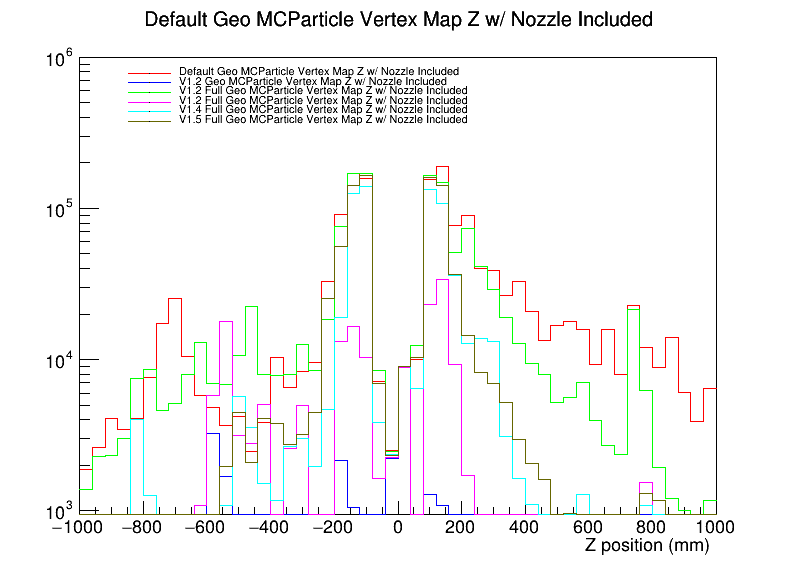 Default Geo MCParticle Vertex Map Z w/ Nozzle Included
10^6
Default Geo MCParticle Vertex Map Z w/ Nozzle Included
V1.2 Geo MCParticle Vertex Map Z w/ Nozzle Included
V1.2 Full Geo MCParticle Vertex Map Z w/ Nozzle Included
V1.2 Full Geo MCParticle Vertex Map Z w/ Nozzle Included
V1.4 Full Geo MCParticle Vertex Map Z w/ Nozzle Included
V1.5 Full Geo MCParticle Vertex Map Z w/ Nozzle Included
10^5
10^4
10^3
−1000 −800 −600 −400 −200 0 200 400 600 800 1000
Z position (mm)